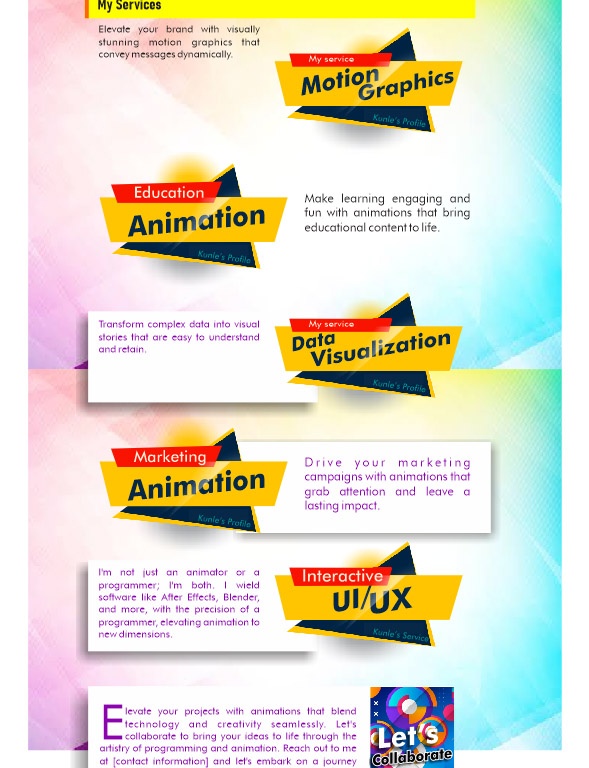 My Services
Elevate your brand with visually
stunning motion graphics that
convey messages dynamically.
My service
Motion
Graphics
Kunle's Profile
Education
Animation
Kunle's Profile
Make learning engaging and
fun with animations that bring
educational content to life.
Transform complex data into visual
stories that are easy to understand
and retain.
My service
Data
Visualization
Kunle's Profile
Marketing
Animation
Kunle's Profile
Drive your marketing
campaigns with animations that
grab attention and leave a
lasting impact.
I'm not just an animator or a
programmer; I'm both. I wield
software like After Effects, Blender,
and more, with the precision of a
programmer, elevating animation to
new dimensions.
Interactive
UI/UX
Kunle's Service
Elevate your projects with animations that blend
technology and creativity seamlessly. Let's
collaborate to bring your ideas to life through the
artistry of programming and animation. Reach out to me
at [contact information] and let's embark on a journey
Let's
Collaborate